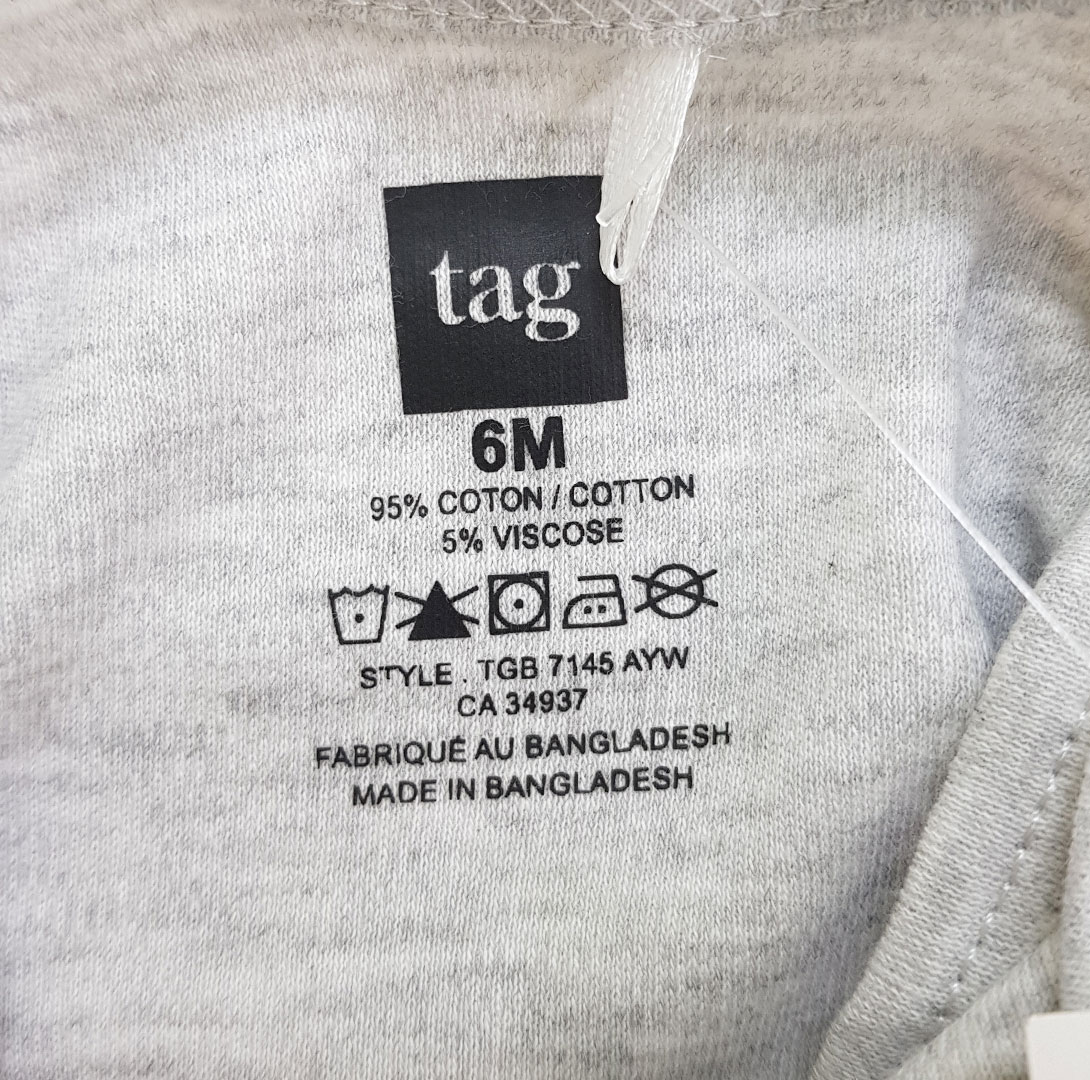 tag
6M
95% COTON / COTTON
5% VISCOSE
STYLE . TGB 7145 AYW
CA 34937
FABRIQUÉ AU BANGLADESH
MADE IN BANGLADESH